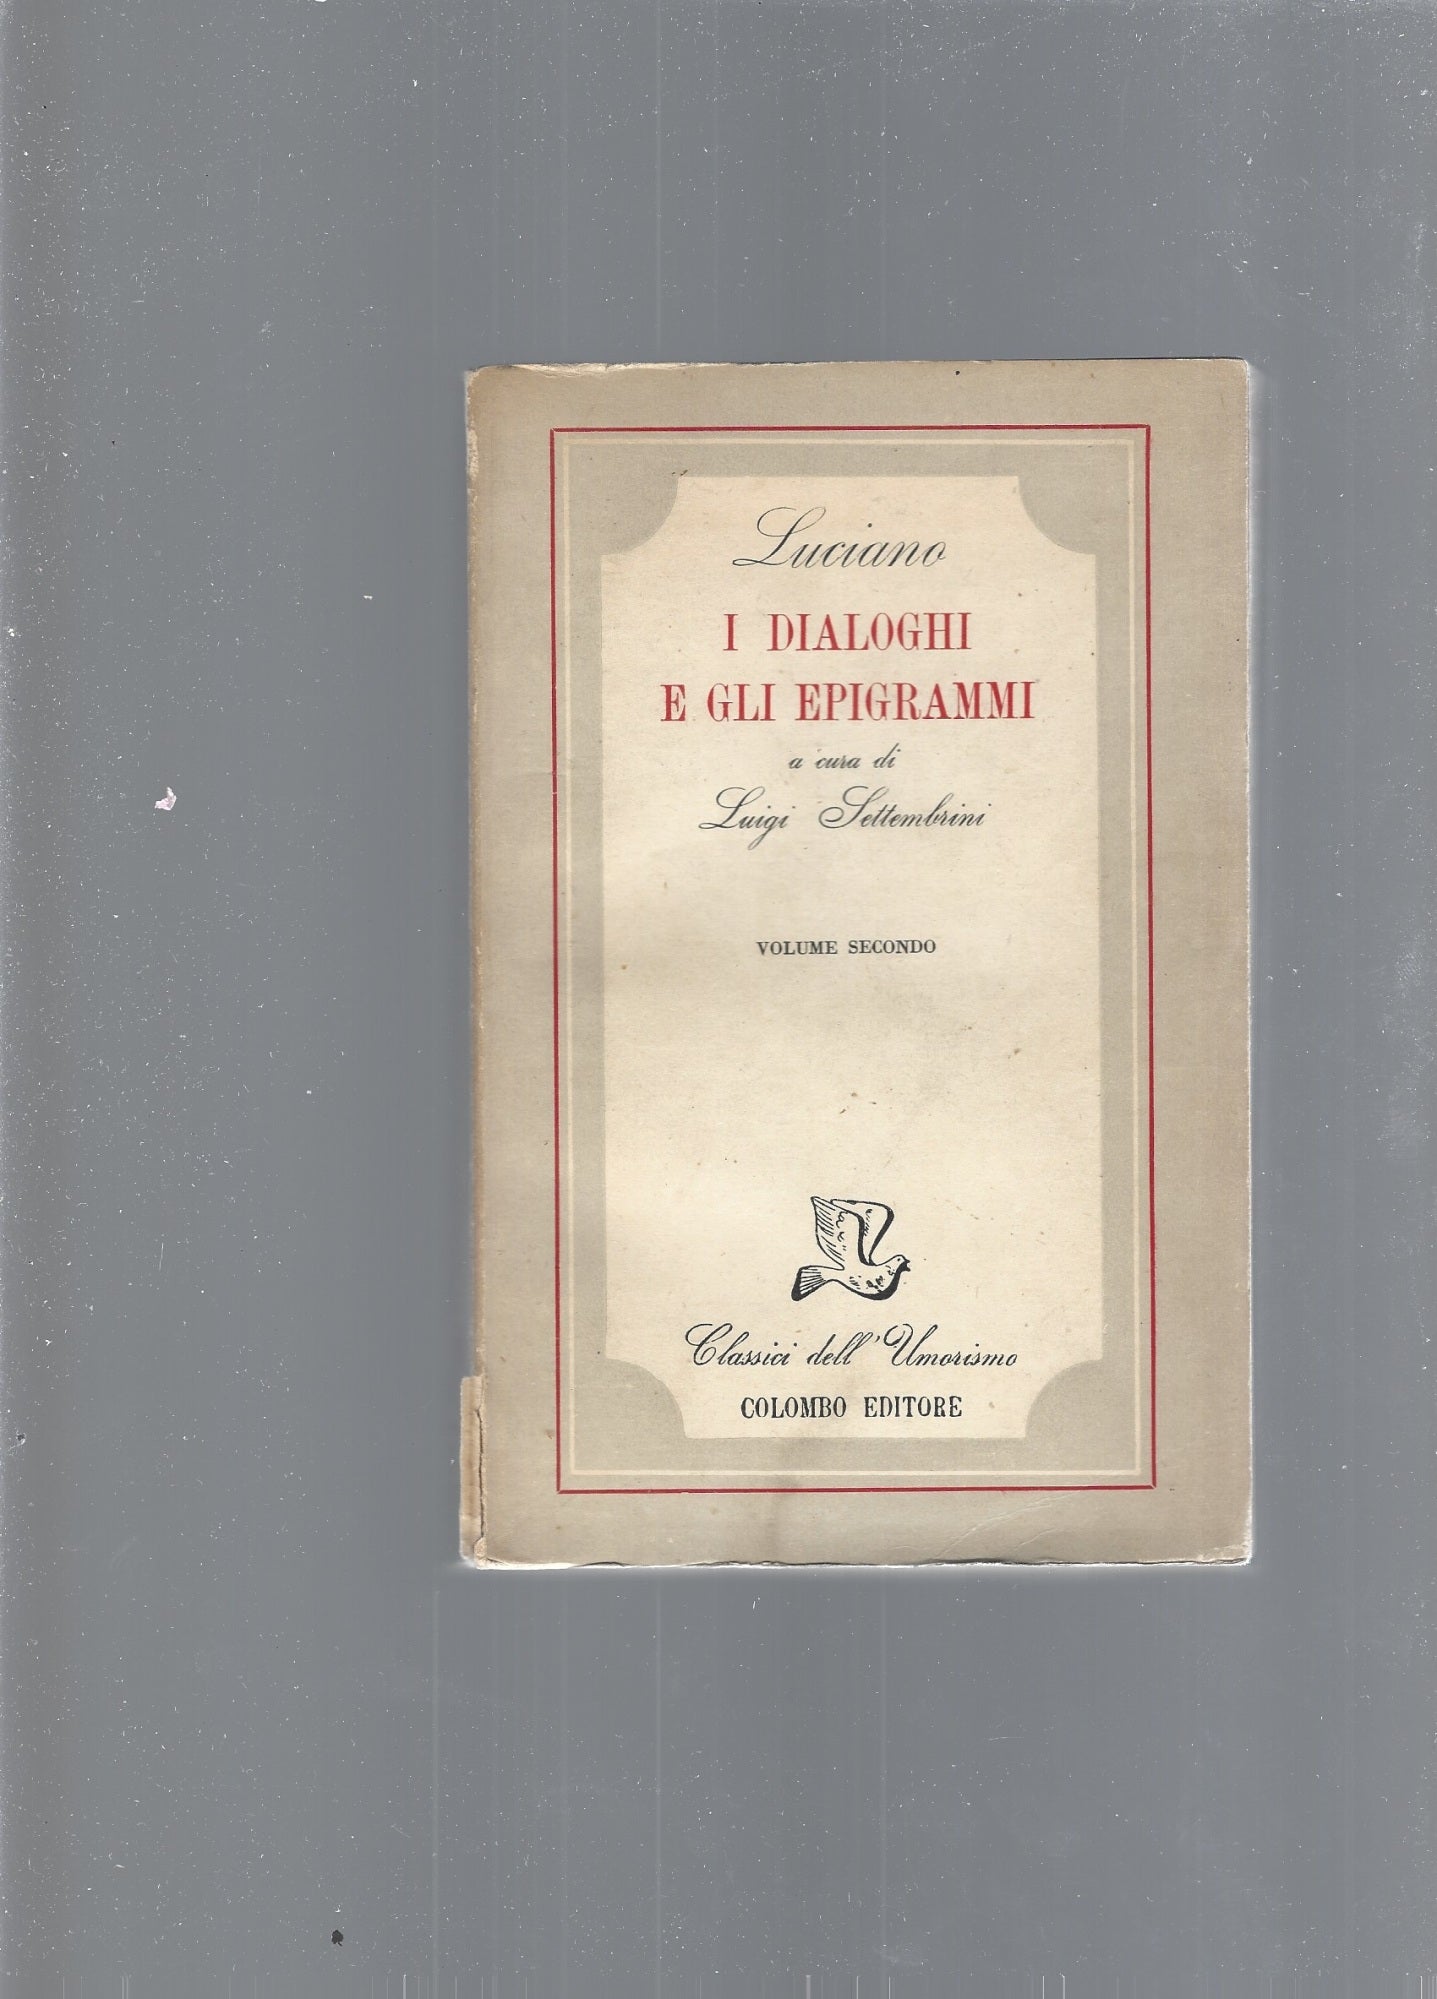 Luciano
I DIALOGHI
E GLI EPIGRAMMI
a cura di
Luigi Settembrini
VOLUME SECONDO
Classici dell'Umorismo
COLOMBO EDITORE